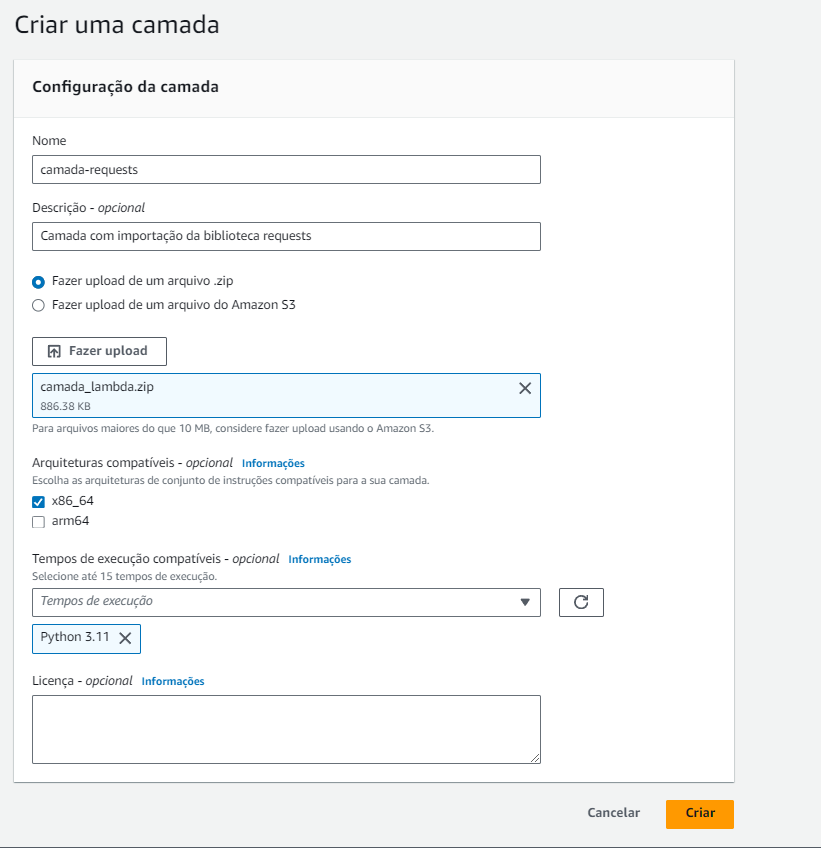 Criar uma camada
Configuração da camada
Nome
camada-requests
Descrição - opcional
Camada com importação da biblioteca requests
Fazer upload de um arquivo .zip
Fazer upload de um arquivo do Amazon S3
Fazer upload
camada_lambda.zip
886.38 KB
Para arquivos maiores do que 10 MB, considere fazer upload usando o Amazon S3.
Arquiteturas compatíveis - opcional Informações
Escolha as arquiteturas de conjunto de instruções compatíveis para a sua camada.
x86_64
arm64
Tempos de execução compatíveis - opcional Informações
Selecione até 15 tempos de execução.
Tempos de execução
Python 3.11
Licença - opcional Informações
Cancelar Criar